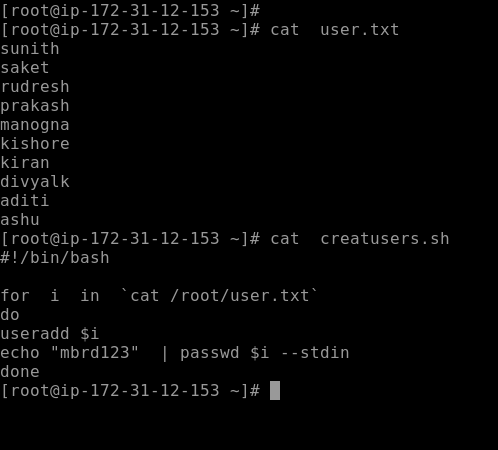 [root@ip-172-31-12-153 ~]#
[root@ip-172-31-12-153 ~]# cat  user.txt
sunith
saket
rudresh
prakash
manogna
kishore
kiran
divyalk
aditi
ashu
[root@ip-172-31-12-153 ~]# cat  creatusers.sh
#!/bin/bash

for  i  in  `cat /root/user.txt`
do
useradd $i
echo "mbrd123"  | passwd $i --stdin
done
[root@ip-172-31-12-153 ~]#